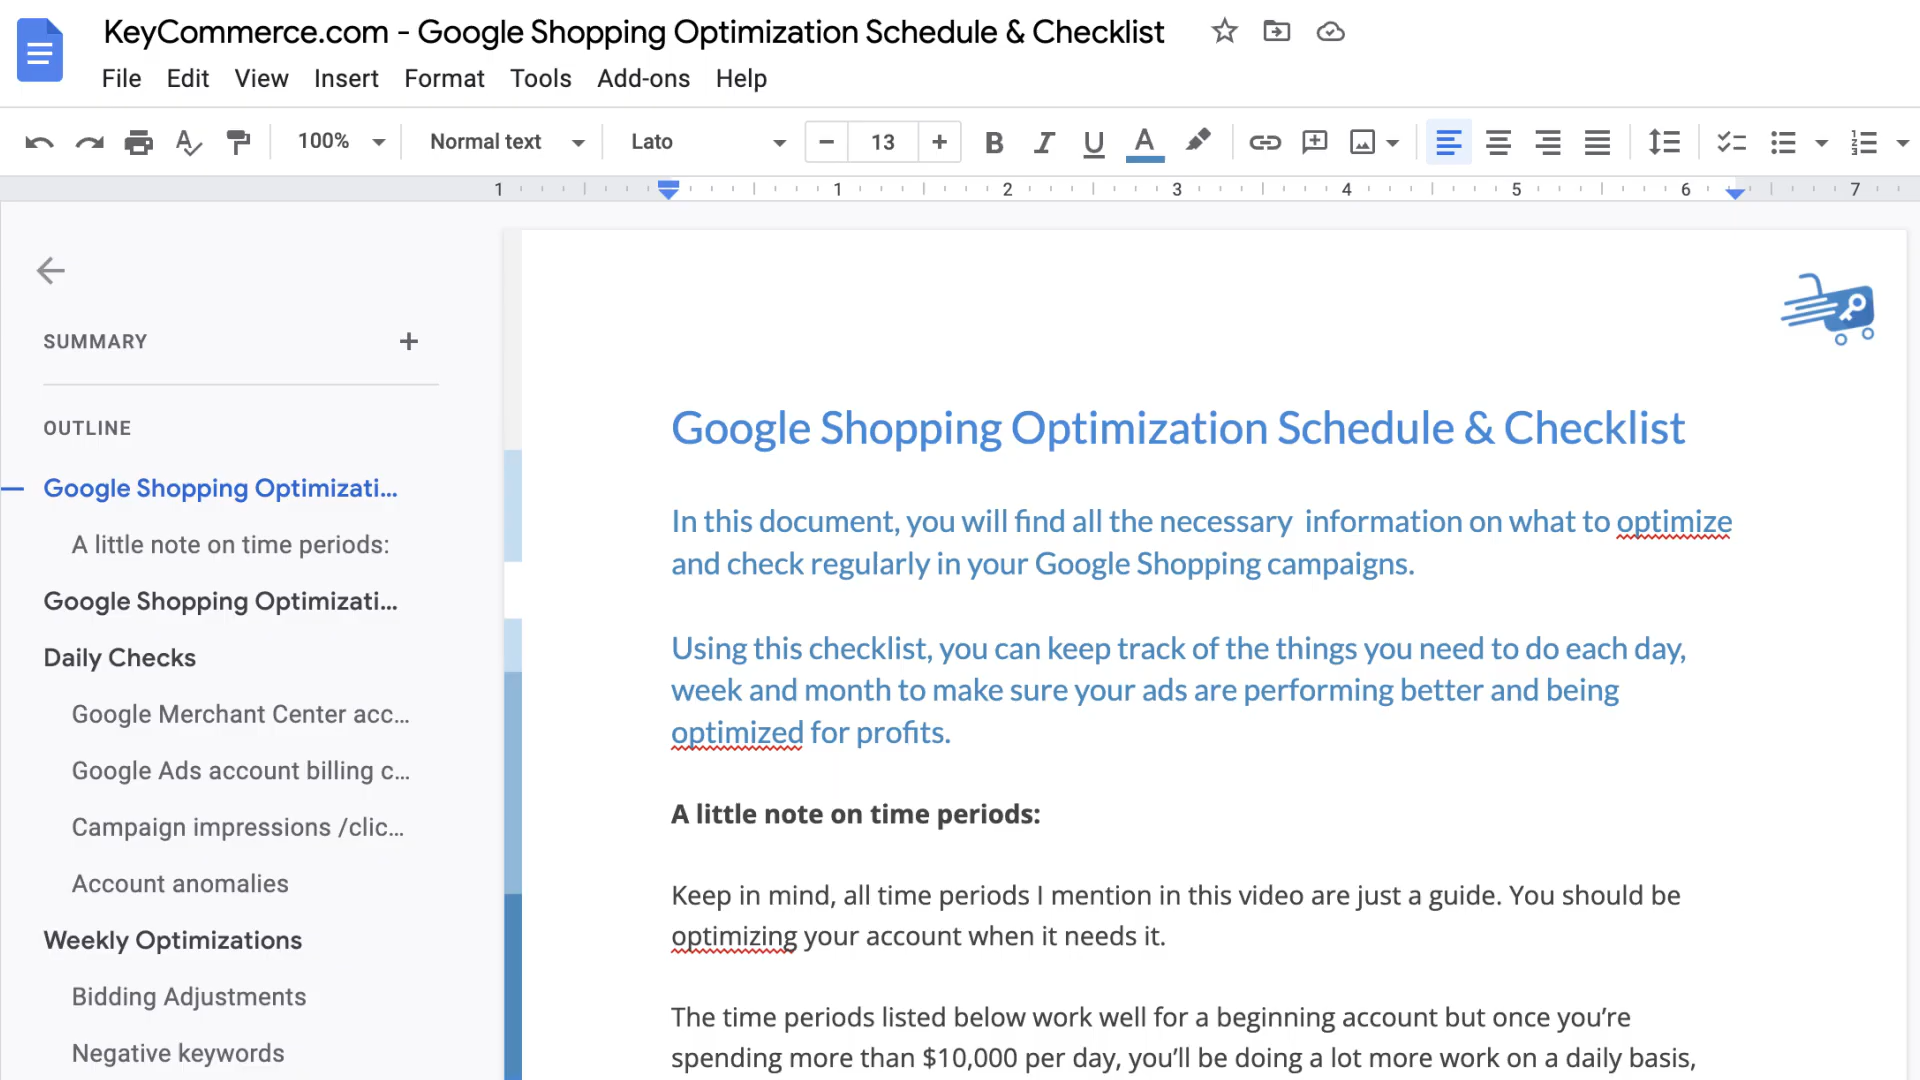 KeyCommerce.com - Google Shopping Optimization Schedule & Checklist
File Edit View Insert Format Tools Add-ons Help
100% Normal text Lato 13
1 1 2 3 4 5 6 7
SUMMARY
OUTLINE
Google Shopping Optimizati...
A little note on time periods:
Google Shopping Optimizati...
Daily Checks
Google Merchant Center acc...
Google Ads account billing c...
Campaign impressions /clic...
Account anomalies
Weekly Optimizations
Bidding Adjustments
Negative keywords
Google Shopping Optimization Schedule & Checklist
In this document, you will find all the necessary  information on what to optimize
and check regularly in your Google Shopping campaigns.
Using this checklist, you can keep track of the things you need to do each day,
week and month to make sure your ads are performing better and being
optimized for profits.
A little note on time periods:
Keep in mind, all time periods I mention in this video are just a guide. You should be
optimizing your account when it needs it.
The time periods listed below work well for a beginning account but once you’re
spending more than $10,000 per day, you’ll be doing a lot more work on a daily basis,